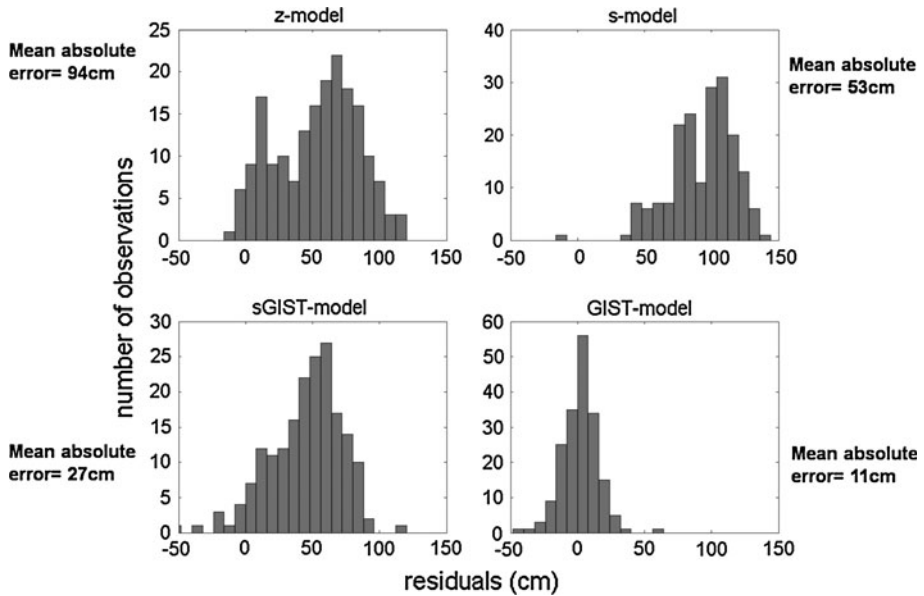 z-model
s-model
Mean absolute
error= 94cm
Mean absolute
error= 53cm
number of observations
25
20
15
10
5
0
-50 0 50 100 150
40
30
20
10
0
-50 0 50 100 150
sGIST-model
GIST-model
Mean absolute
error= 27cm
Mean absolute
error= 11cm
30
25
20
15
10
5
0
-50 0 50 100 150
60
50
40
30
20
10
0
-50 0 50 100 150
residuals (cm)